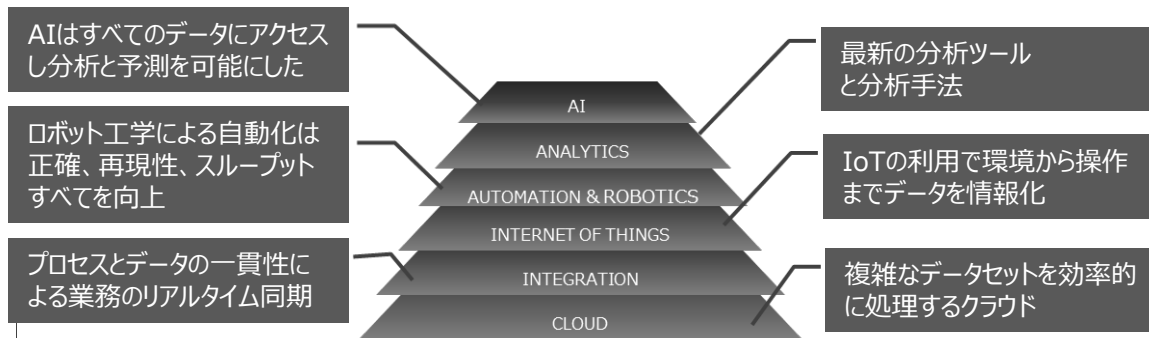 AIはすべてのデータにアクセス
し分析と予測を可能にした
最新の分析ツール
と分析手法
AI
ANALYTICS
ロボット工学による自動化は
正確、再現性、スループット
すべてを向上
IoTの利用で環境から操作
までデータを情報化
AUTOMATION & ROBOTICS
INTERNET OF THINGS
プロセスとデータの一貫性に
よる業務のリアルタイム同期
複雑なデータセットを効率的
に処理するクラウド
INTEGRATION
CLOUD